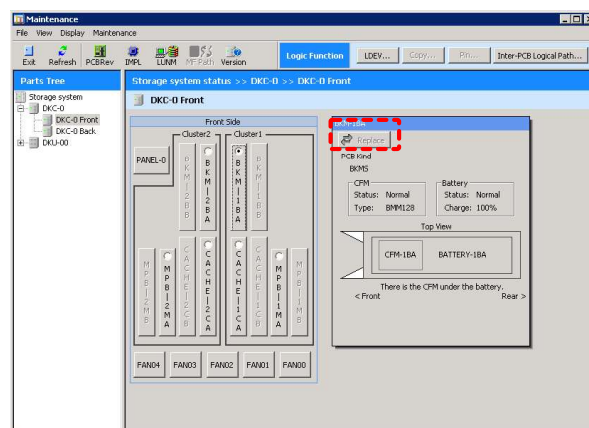 Maintenance
File View Display Maintenance
Exit Refresh PCBRev IMPL LUNM MF Path Version Logic Function LDEV... Copy... Pin... Inter-PCB Logical Path...
Parts Tree
Storage system status >> DKC-0 >> DKC-0 Front
Storage system
DKC-0
DKC-0 Front
DKC-0 Back
DKU-00
DKC-0 Front
Front Side
Cluster2 Cluster1
PANEL-0
BKM-2BB
BKM-2BA
BKM-1BA
BKM-1BB
MPB-2MB
MPB-2MA
CACHE-2CB
CACHE-2CA
CACHE-1CA
CACHE-1CB
MPB-1MA
MPB-1MB
FAN04 FAN03 FAN02 FAN01 FAN00
BKM-1BA
Replace
PCB Kind
BKM5
CFM
Status: Normal
Type: BMM128
Battery
Status: Normal
Charge: 100%
Top View
CFM-1BA BATTERY-1BA
There is the CFM under the battery.
< Front Rear >